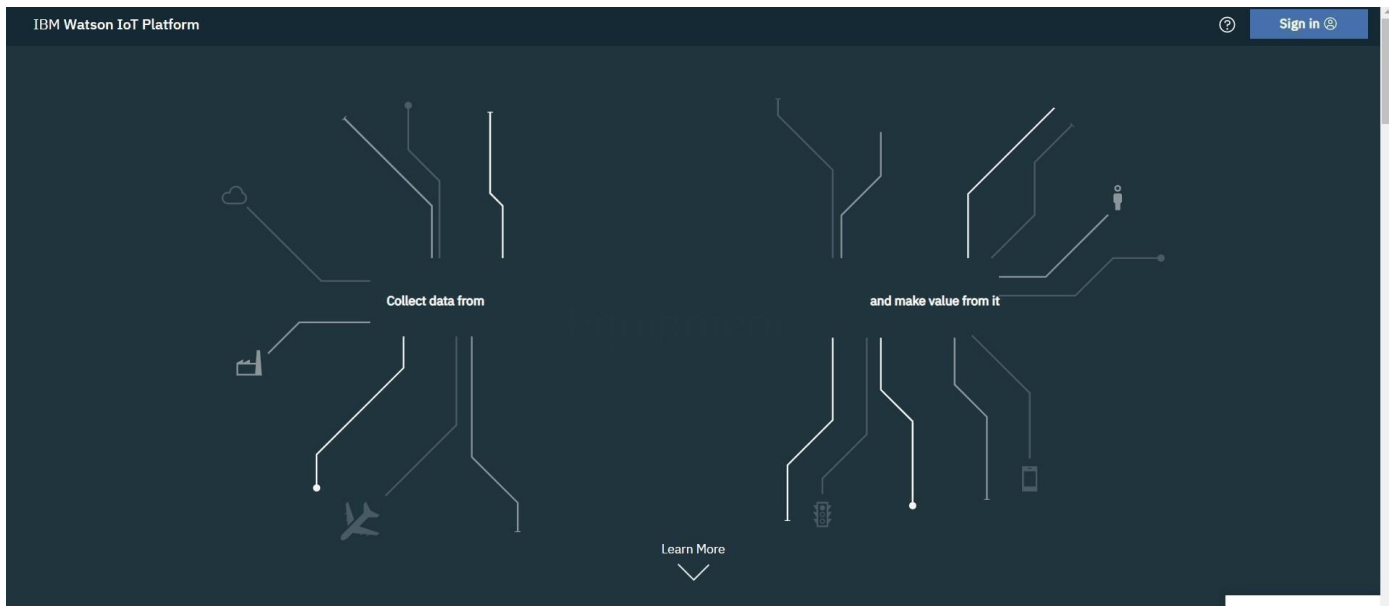 IBM Watson IoT Platform
Sign in
Collect data from
and make value from it
Learn More